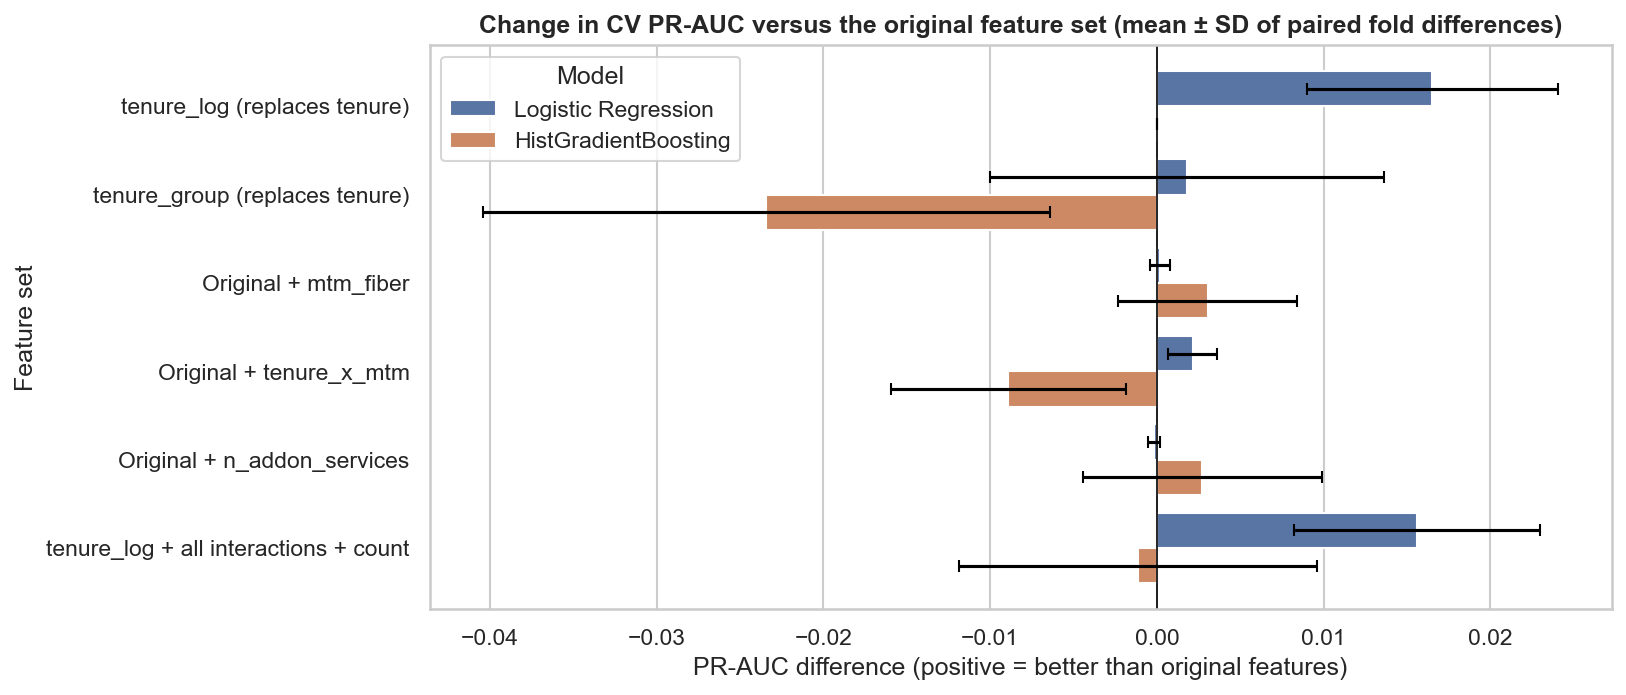 Change in CV PR-AUC versus the original feature set (mean ± SD of paired fold differences)
Model
Logistic Regression
HistGradientBoosting
Feature set
tenure_log (replaces tenure)
tenure_group (replaces tenure)
Original + mtm_fiber
Original + tenure_x_mtm
Original + n_addon_services
tenure_log + all interactions + count
−0.04 −0.03 −0.02 −0.01 0.00 0.01 0.02
PR-AUC difference (positive = better than original features)